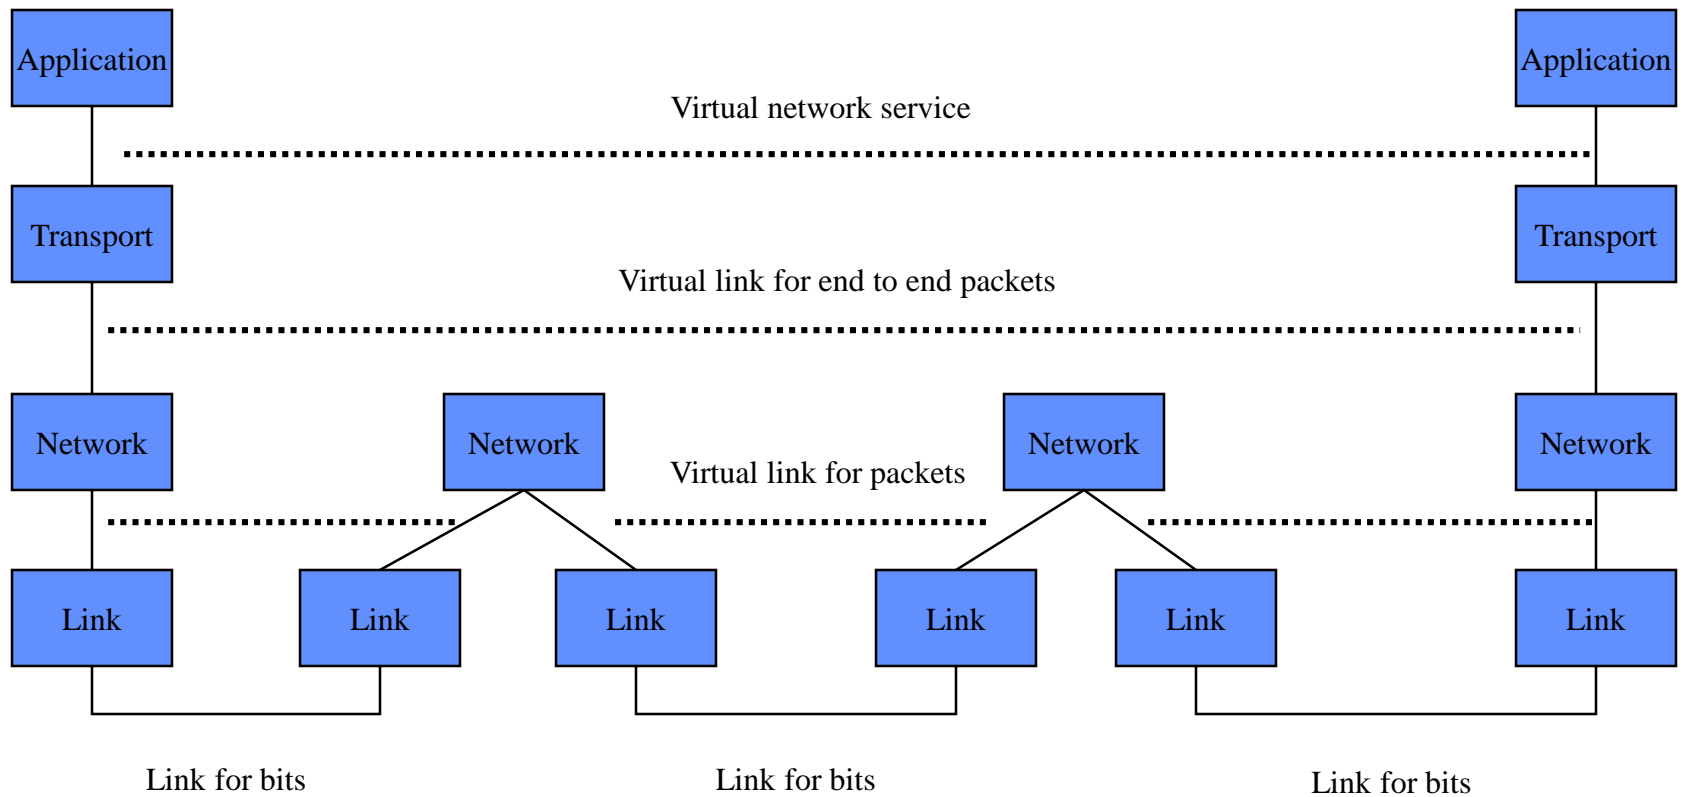 Application
Application
Virtual network service
Transport
Transport
Virtual link for end to end packets
Network
Network
Network
Network
Virtual link for packets
Link
Link
Link
Link
Link
Link
Link for bits
Link for bits
Link for bits